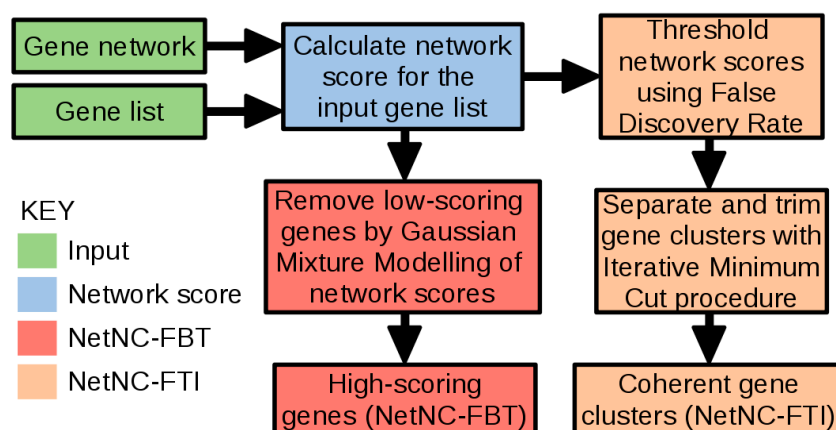 Gene network
Gene list
Calculate network
score for the
input gene list
Threshold
network scores
using False
Discovery Rate
Remove low-scoring
genes by Gaussian
Mixture Modelling of
network scores
Separate and trim
gene clusters with
Iterative Minimum
Cut procedure
High-scoring
genes (NetNC-FBT)
Coherent gene
clusters (NetNC-FTI)
KEY
Input
Network score
NetNC-FBT
NetNC-FTI